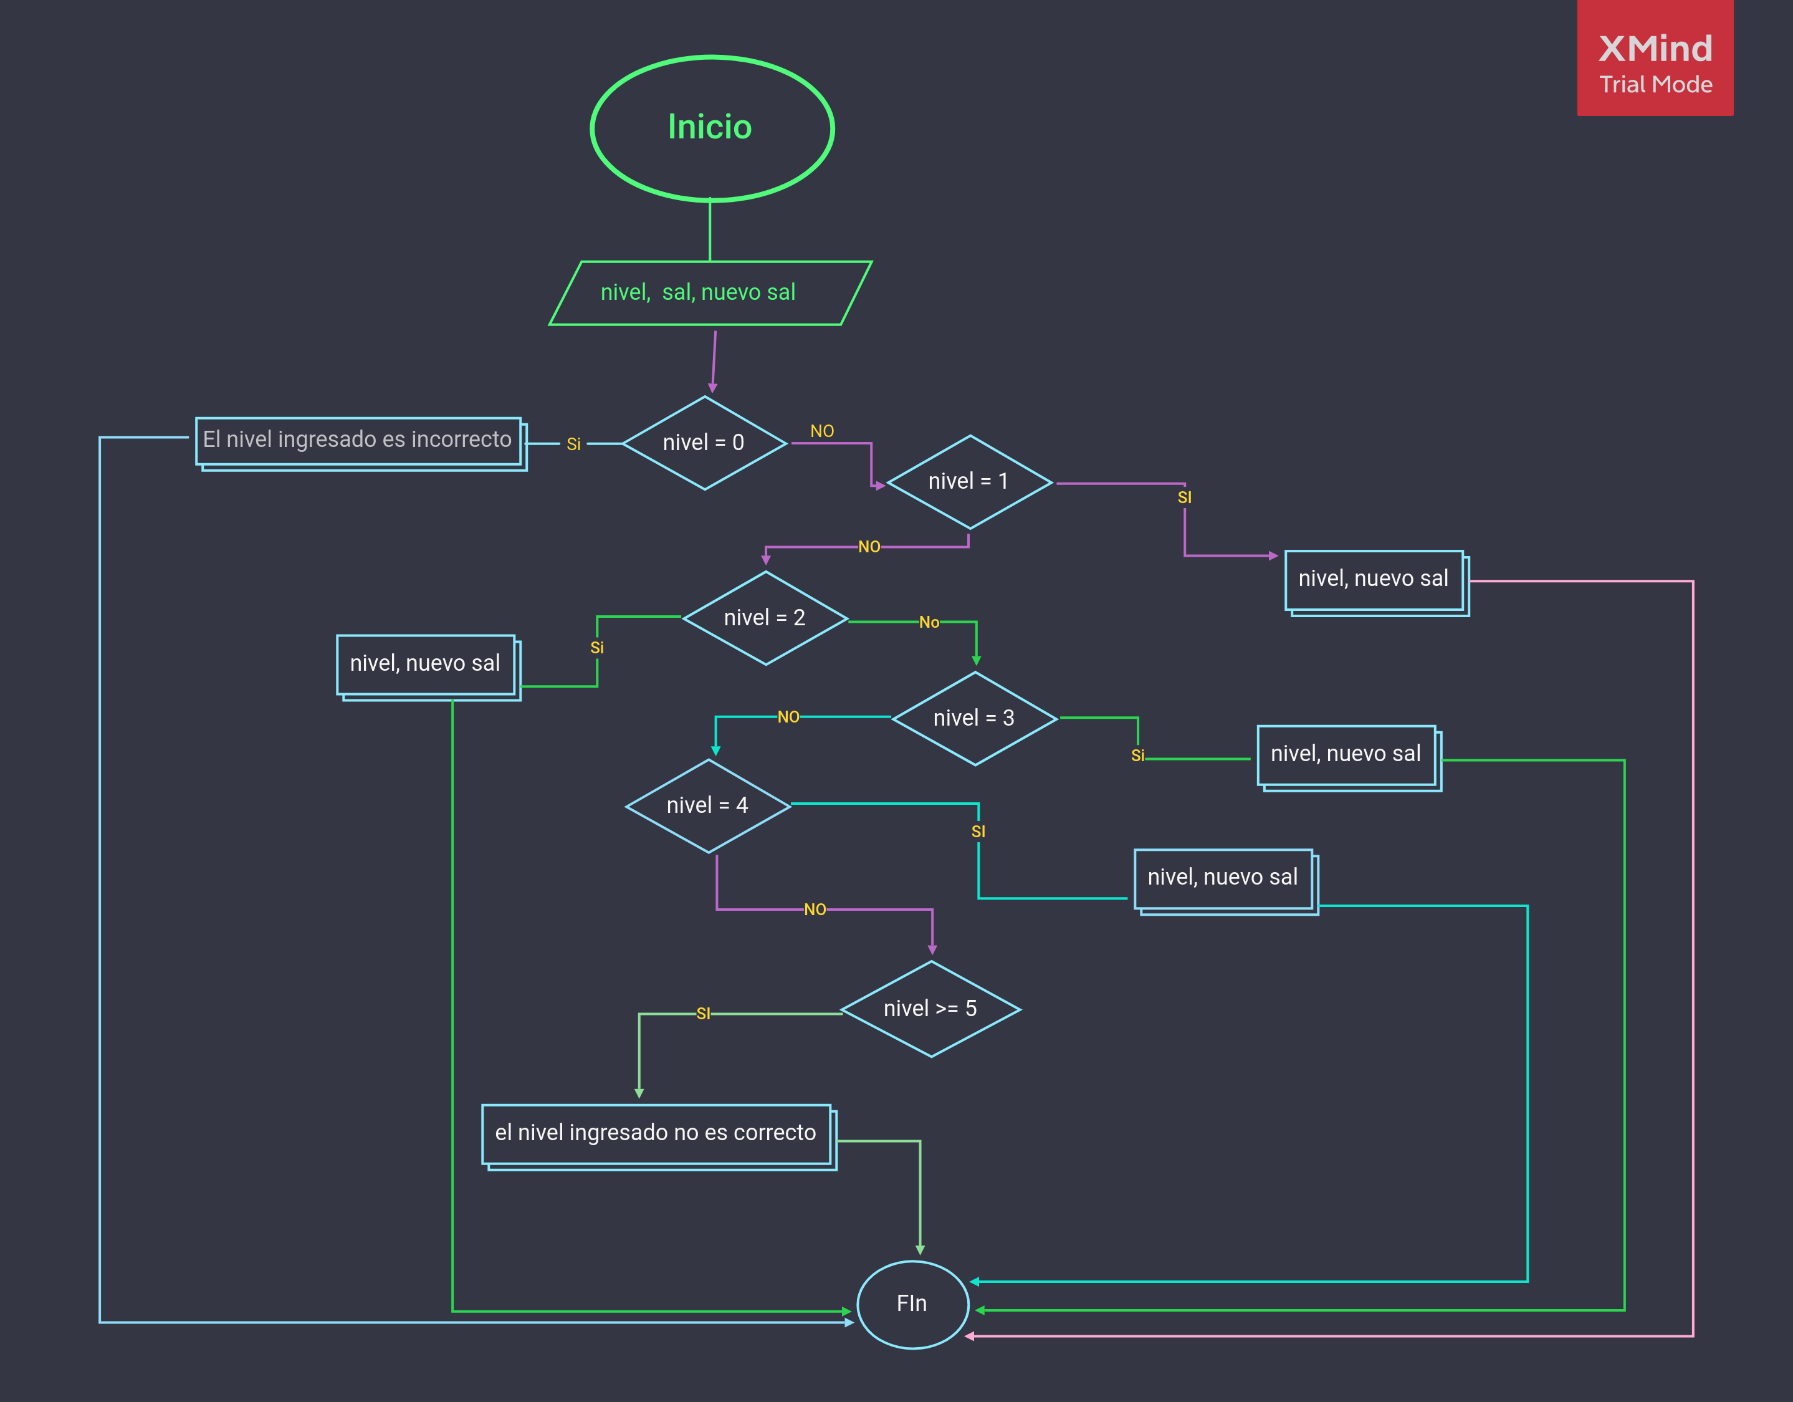 XMind
Trial Mode
Inicio
nivel,  sal, nuevo sal
El nivel ingresado es incorrecto
Si
nivel = 0
NO
nivel = 1
SI
NO
nivel, nuevo sal
nivel = 2
No
Si
nivel, nuevo sal
NO
nivel = 3
Si
nivel, nuevo sal
nivel = 4
SI
nivel, nuevo sal
NO
nivel >= 5
SI
el nivel ingresado no es correcto
FIn